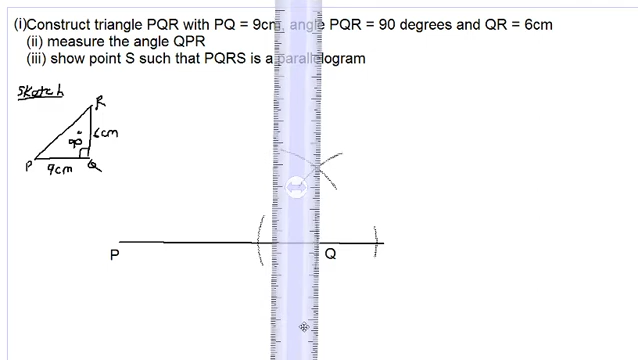 (i)Construct triangle PQR with PQ = 9cm, angle PQR = 90 degrees and QR = 6cm
(ii) measure the angle QPR
(iii) show point S such that PQRS is a parallelogram
Sketch
R
90°
6cm
P
9cm
Q
P
Q